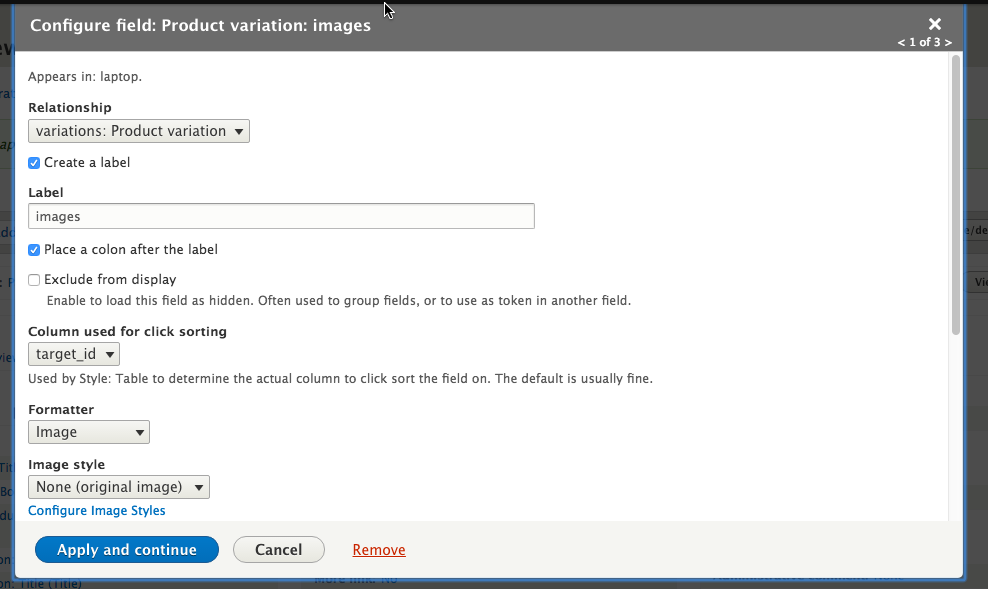 Configure field: Product variation: images
< 1 of 3 >
Appears in: laptop.
Relationship
variations: Product variation
Create a label
Label
images
Place a colon after the label
Exclude from display
Enable to load this field as hidden. Often used to group fields, or to use as token in another field.
Column used for click sorting
target_id
Used by Style: Table to determine the actual column to click sort the field on. The default is usually fine.
Formatter
Image
Image style
None (original image)
Configure Image Styles
Apply and continue
Cancel
Remove
on: Title (Title)